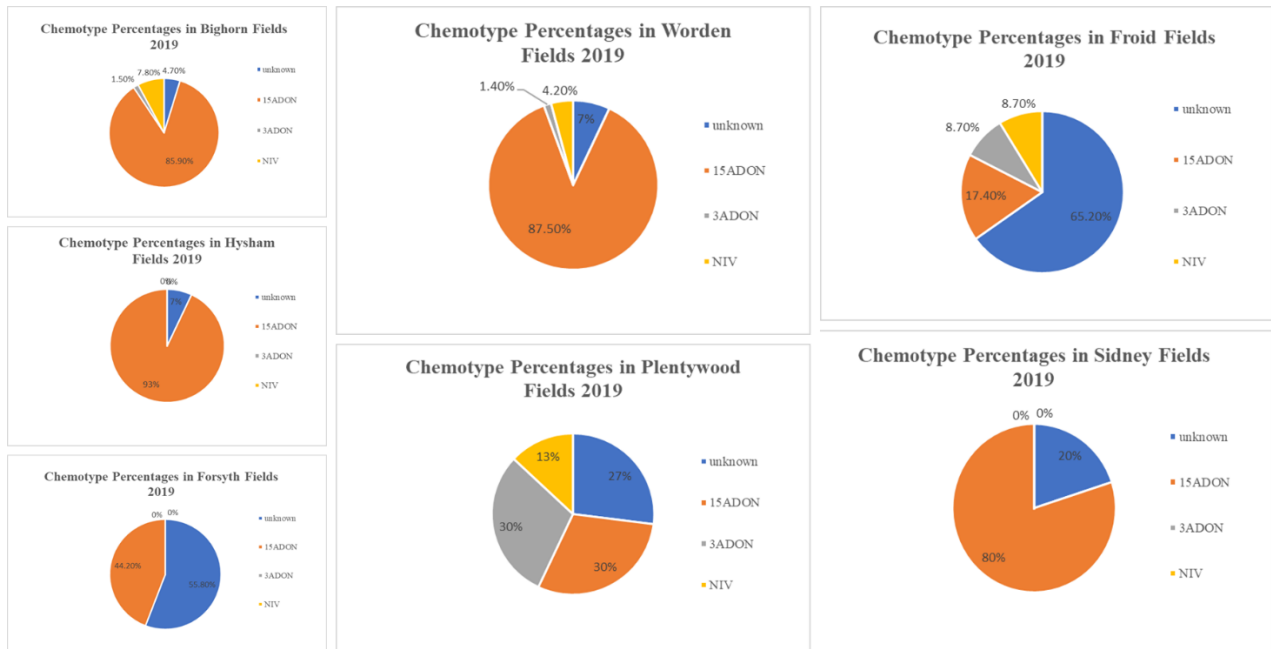 Chemotype Percentages in Bighorn Fields
2019
1.50%
7.80%
4.70%
85.90%
unknown
15ADON
3ADON
NIV
Chemotype Percentages in Hysham
Fields 2019
0%
7%
93%
unknown
15ADON
3ADON
NIV
Chemotype Percentages in Forsyth Fields
2019
0%
0%
44.20%
55.80%
unknown
15ADON
3ADON
NIV
Chemotype Percentages in Worden
Fields 2019
1.40%
4.20%
7%
87.50%
unknown
15ADON
3ADON
NIV
Chemotype Percentages in Plentywood
Fields 2019
13%
27%
30%
30%
unknown
15ADON
3ADON
NIV
Chemotype Percentages in Froid Fields
2019
8.70%
8.70%
17.40%
65.20%
unknown
15ADON
3ADON
NIV
Chemotype Percentages in Sidney Fields
2019
0%
0%
20%
80%
unknown
15ADON
3ADON
NIV